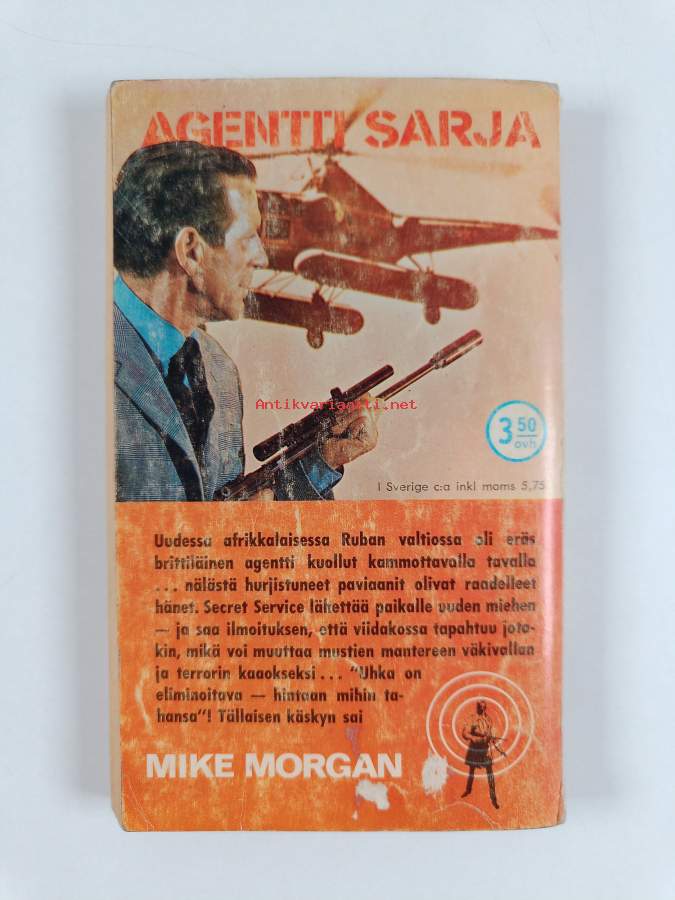 AGENTTI SARJA
Antikvariaatti.net
3 50
ovh
I Sverige c:a inkl moms 5,75
Uudessa afrikkalaisessa Ruban valtiossa oli eräs
brittiläinen agentti kuollut kammottavalla tavalla
... nälästä hurjistuneet paviaanit olivat raadelleet
hänet. Secret Service lähettää paikalle uuden miehen
— ja saa ilmoituksen, että viidakossa tapahtuu jota-
kin, mikä voi muuttaa mustien mantereen väkivallan
ja terrorin kaaokseksi ... "Uhka on
eliminoitava — hintaan mihin ta-
hansa"! Tällaisen käskyn sai
MIKE MORGAN